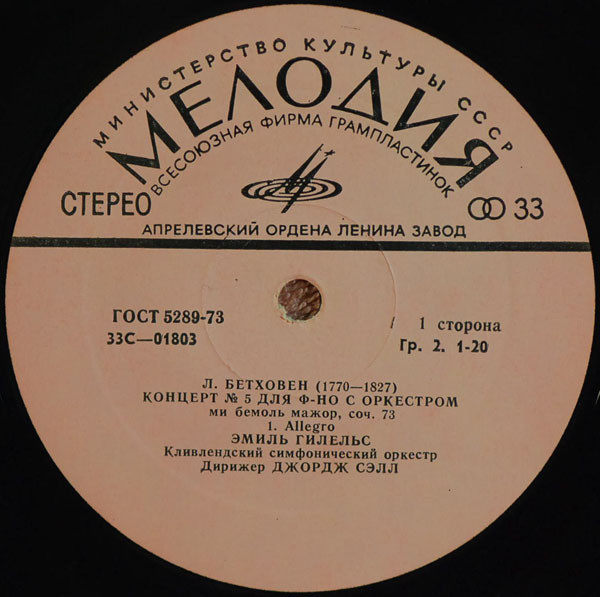 МИНИСТЕРСТВО КУЛЬТУРЫ СССР
МЕЛОДИЯ
ВСЕСОЮЗНАЯ ФИРМА ГРАМПЛАСТИНОК
СТЕРЕО
33
АПРЕЛЕВСКИЙ ОРДЕНА ЛЕНИНА ЗАВОД
ГОСТ 5289-73
33С—01803
1 сторона
Гр. 2. 1-20
Л. БЕТХОВЕН (1770—1827)
КОНЦЕРТ № 5 ДЛЯ Ф-НО С ОРКЕСТРОМ
ми бемоль мажор, соч. 73
1. Allegro
ЭМИЛЬ ГИЛЕЛЬС
Кливлендский симфонический оркестр
Дирижер ДЖОРДЖ СЭЛЛ